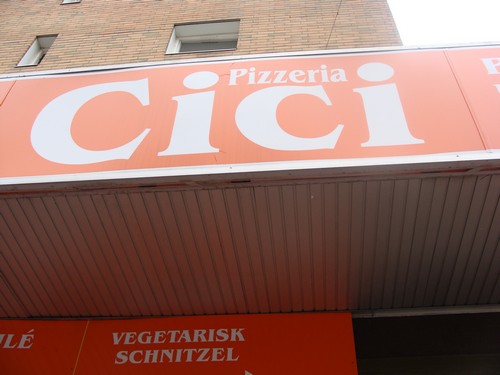 Pizzeria
Cici
VEGETARISK
SCHNITZEL